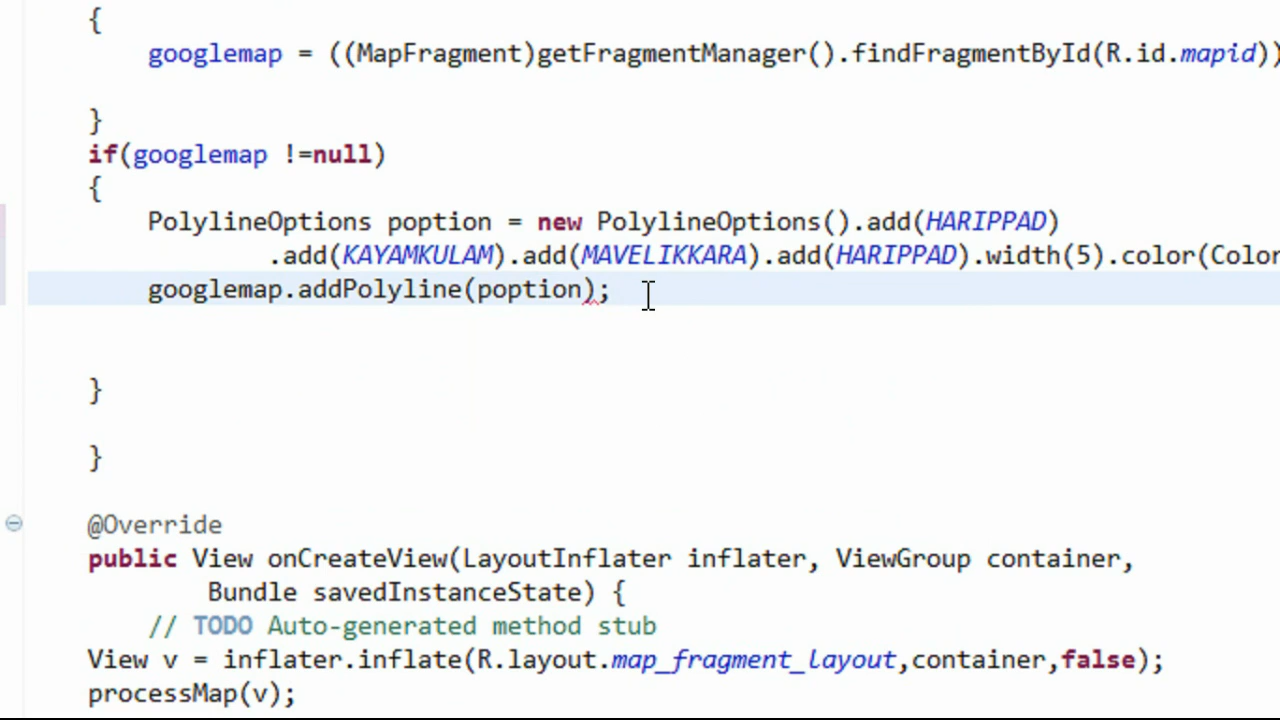 {
googlemap = ((MapFragment)getFragmentManager().findFragmentById(R.id.mapid))
}
if(googlemap !=null)
{
PolylineOptions poption = new PolylineOptions().add(HARIPPAD)
.add(KAYAMKULAM).add(MAVELIKKARA).add(HARIPPAD).width(5).color(Color
googlemap.addPolyline(poption);
}
}
@Override
public View onCreateView(LayoutInflater inflater, ViewGroup container,
Bundle savedInstanceState) {
// TODO Auto-generated method stub
View v = inflater.inflate(R.layout.map_fragment_layout,container,false);
processMap(v);